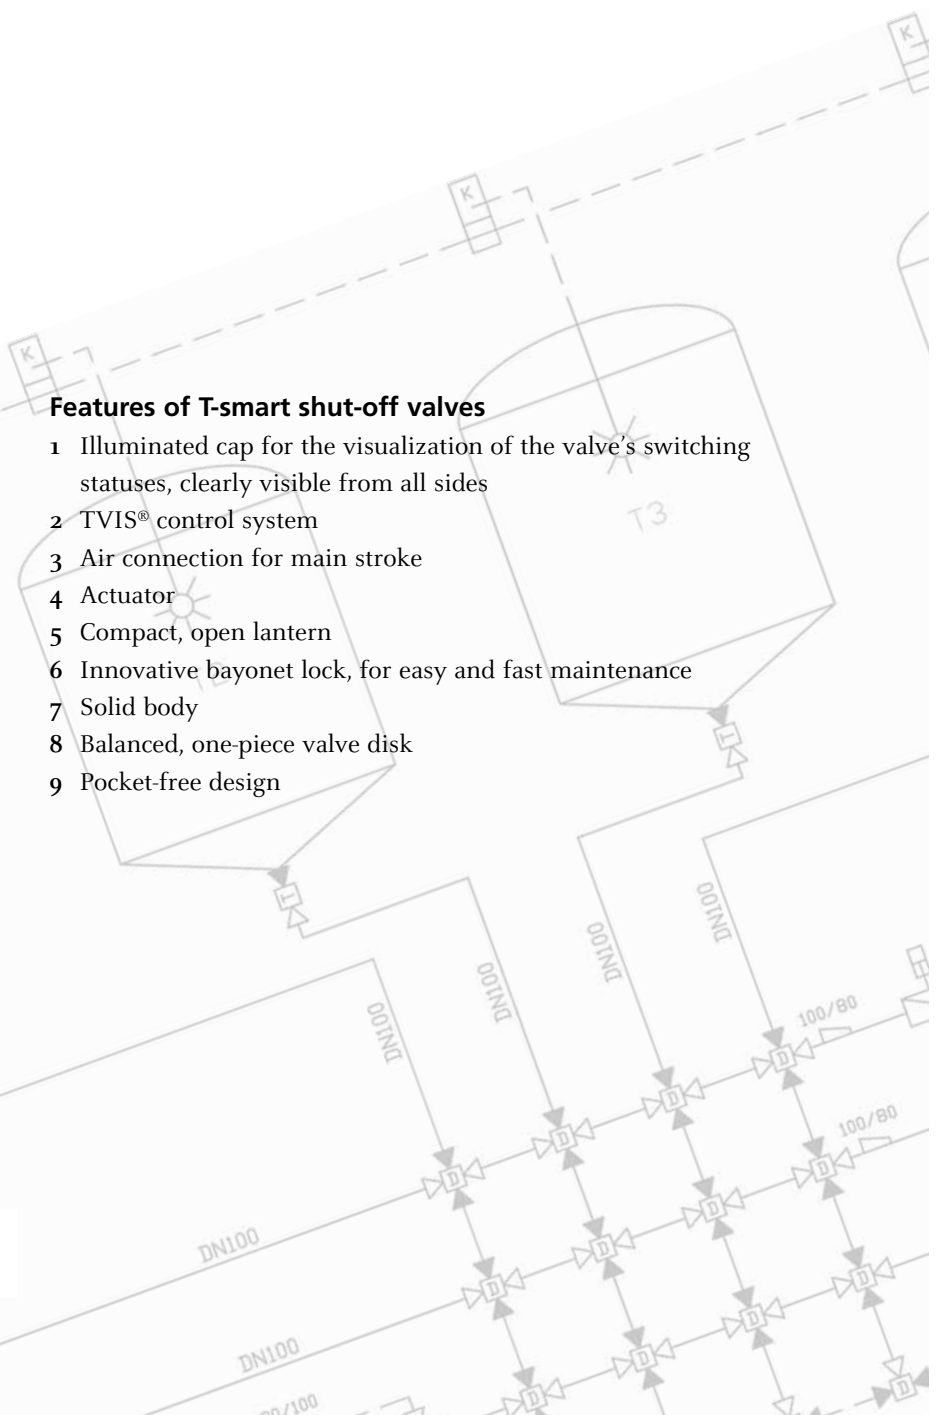 K
K
K
Features of T-smart shut-off valves
1 Illuminated cap for the visualization of the valve’s switching
statuses, clearly visible from all sides
2 TVIS® control system
3 Air connection for main stroke
4 Actuator
5 Compact, open lantern
6 Innovative bayonet lock, for easy and fast maintenance
7 Solid body
8 Balanced, one-piece valve disk
9 Pocket-free design
T3
T
T
DN100
DN100
DN100
DN100
100/80
100/80
D
D
D
D
D
D
D
D
D
D
D
D
D
D
DN100
DN100